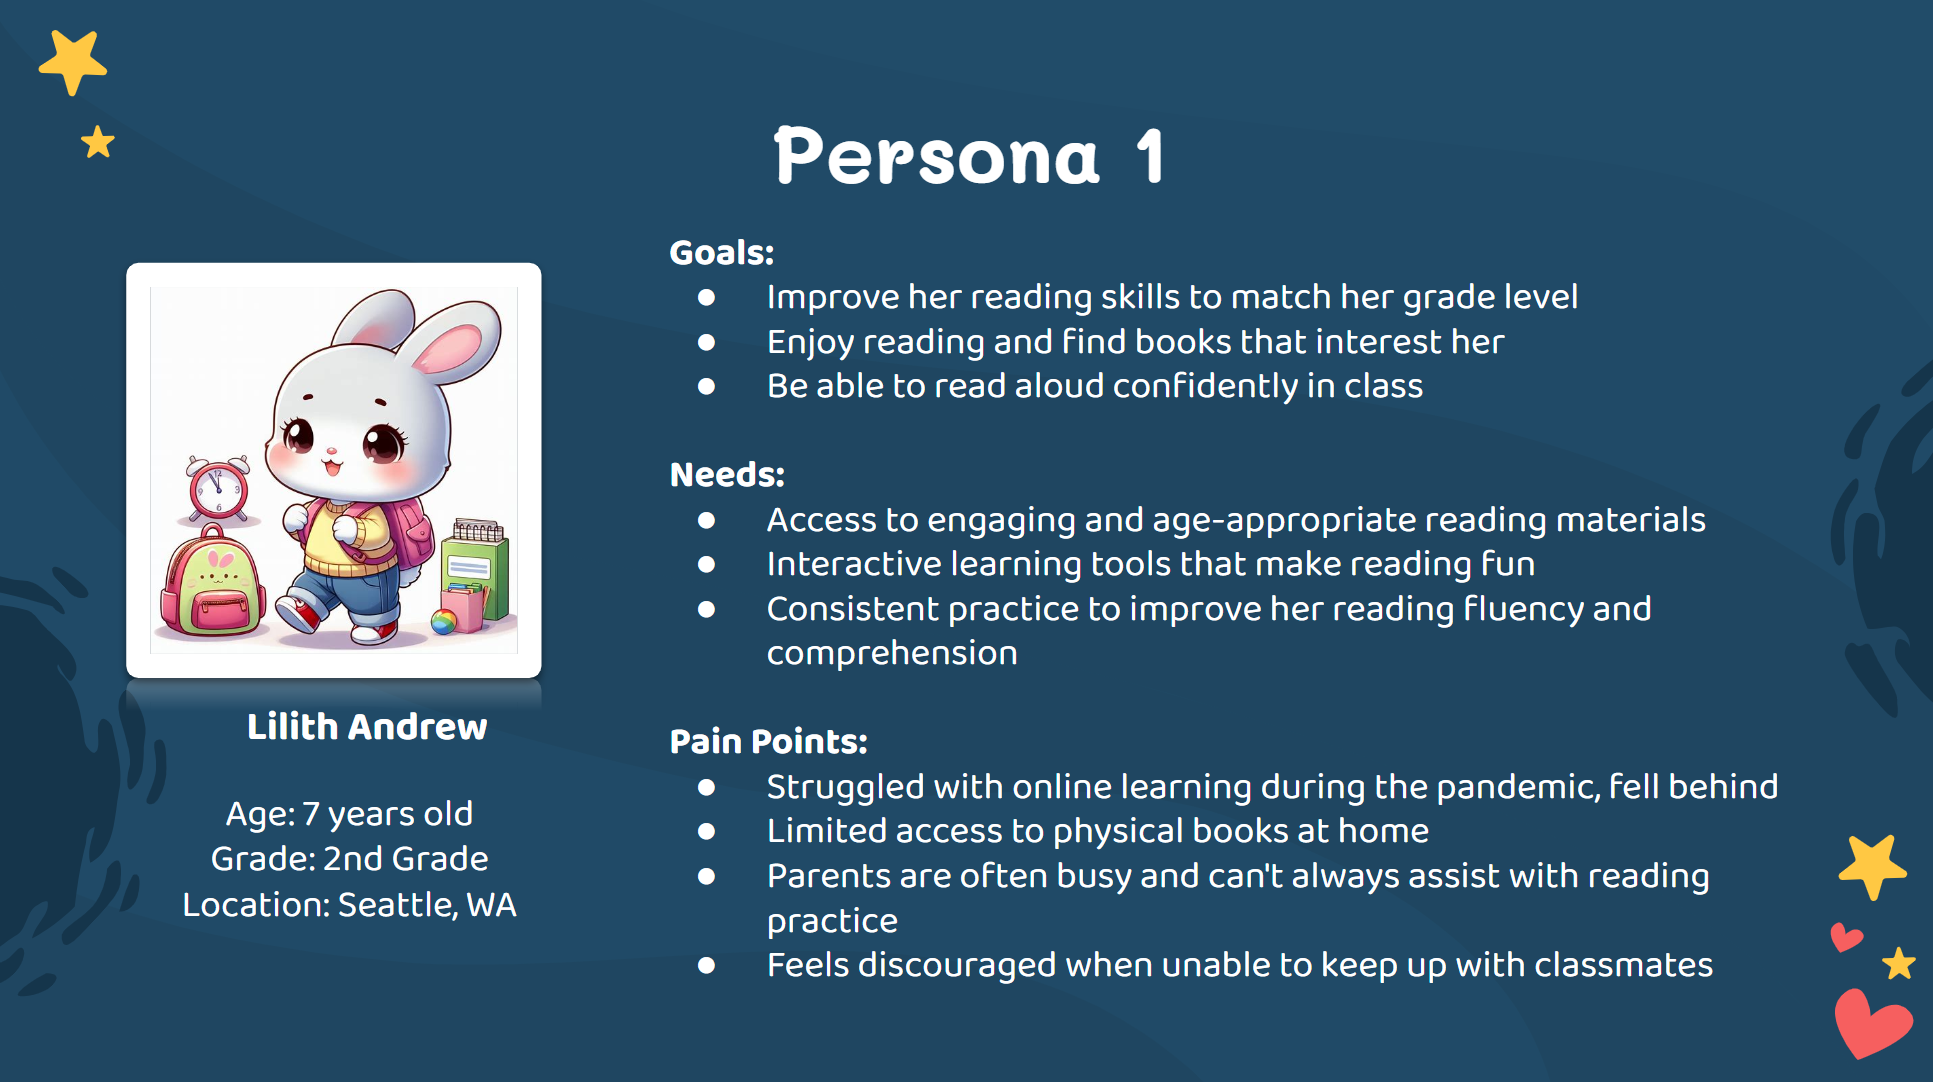 Persona 1
Goals:
● Improve her reading skills to match her grade level
● Enjoy reading and find books that interest her
● Be able to read aloud confidently in class
Needs:
● Access to engaging and age-appropriate reading materials
● Interactive learning tools that make reading fun
● Consistent practice to improve her reading fluency and
comprehension
Pain Points:
● Struggled with online learning during the pandemic, fell behind
● Limited access to physical books at home
● Parents are often busy and can't always assist with reading
practice
● Feels discouraged when unable to keep up with classmates
12
9 3
6
Lilith Andrew
Age: 7 years old
Grade: 2nd Grade
Location: Seattle, WA